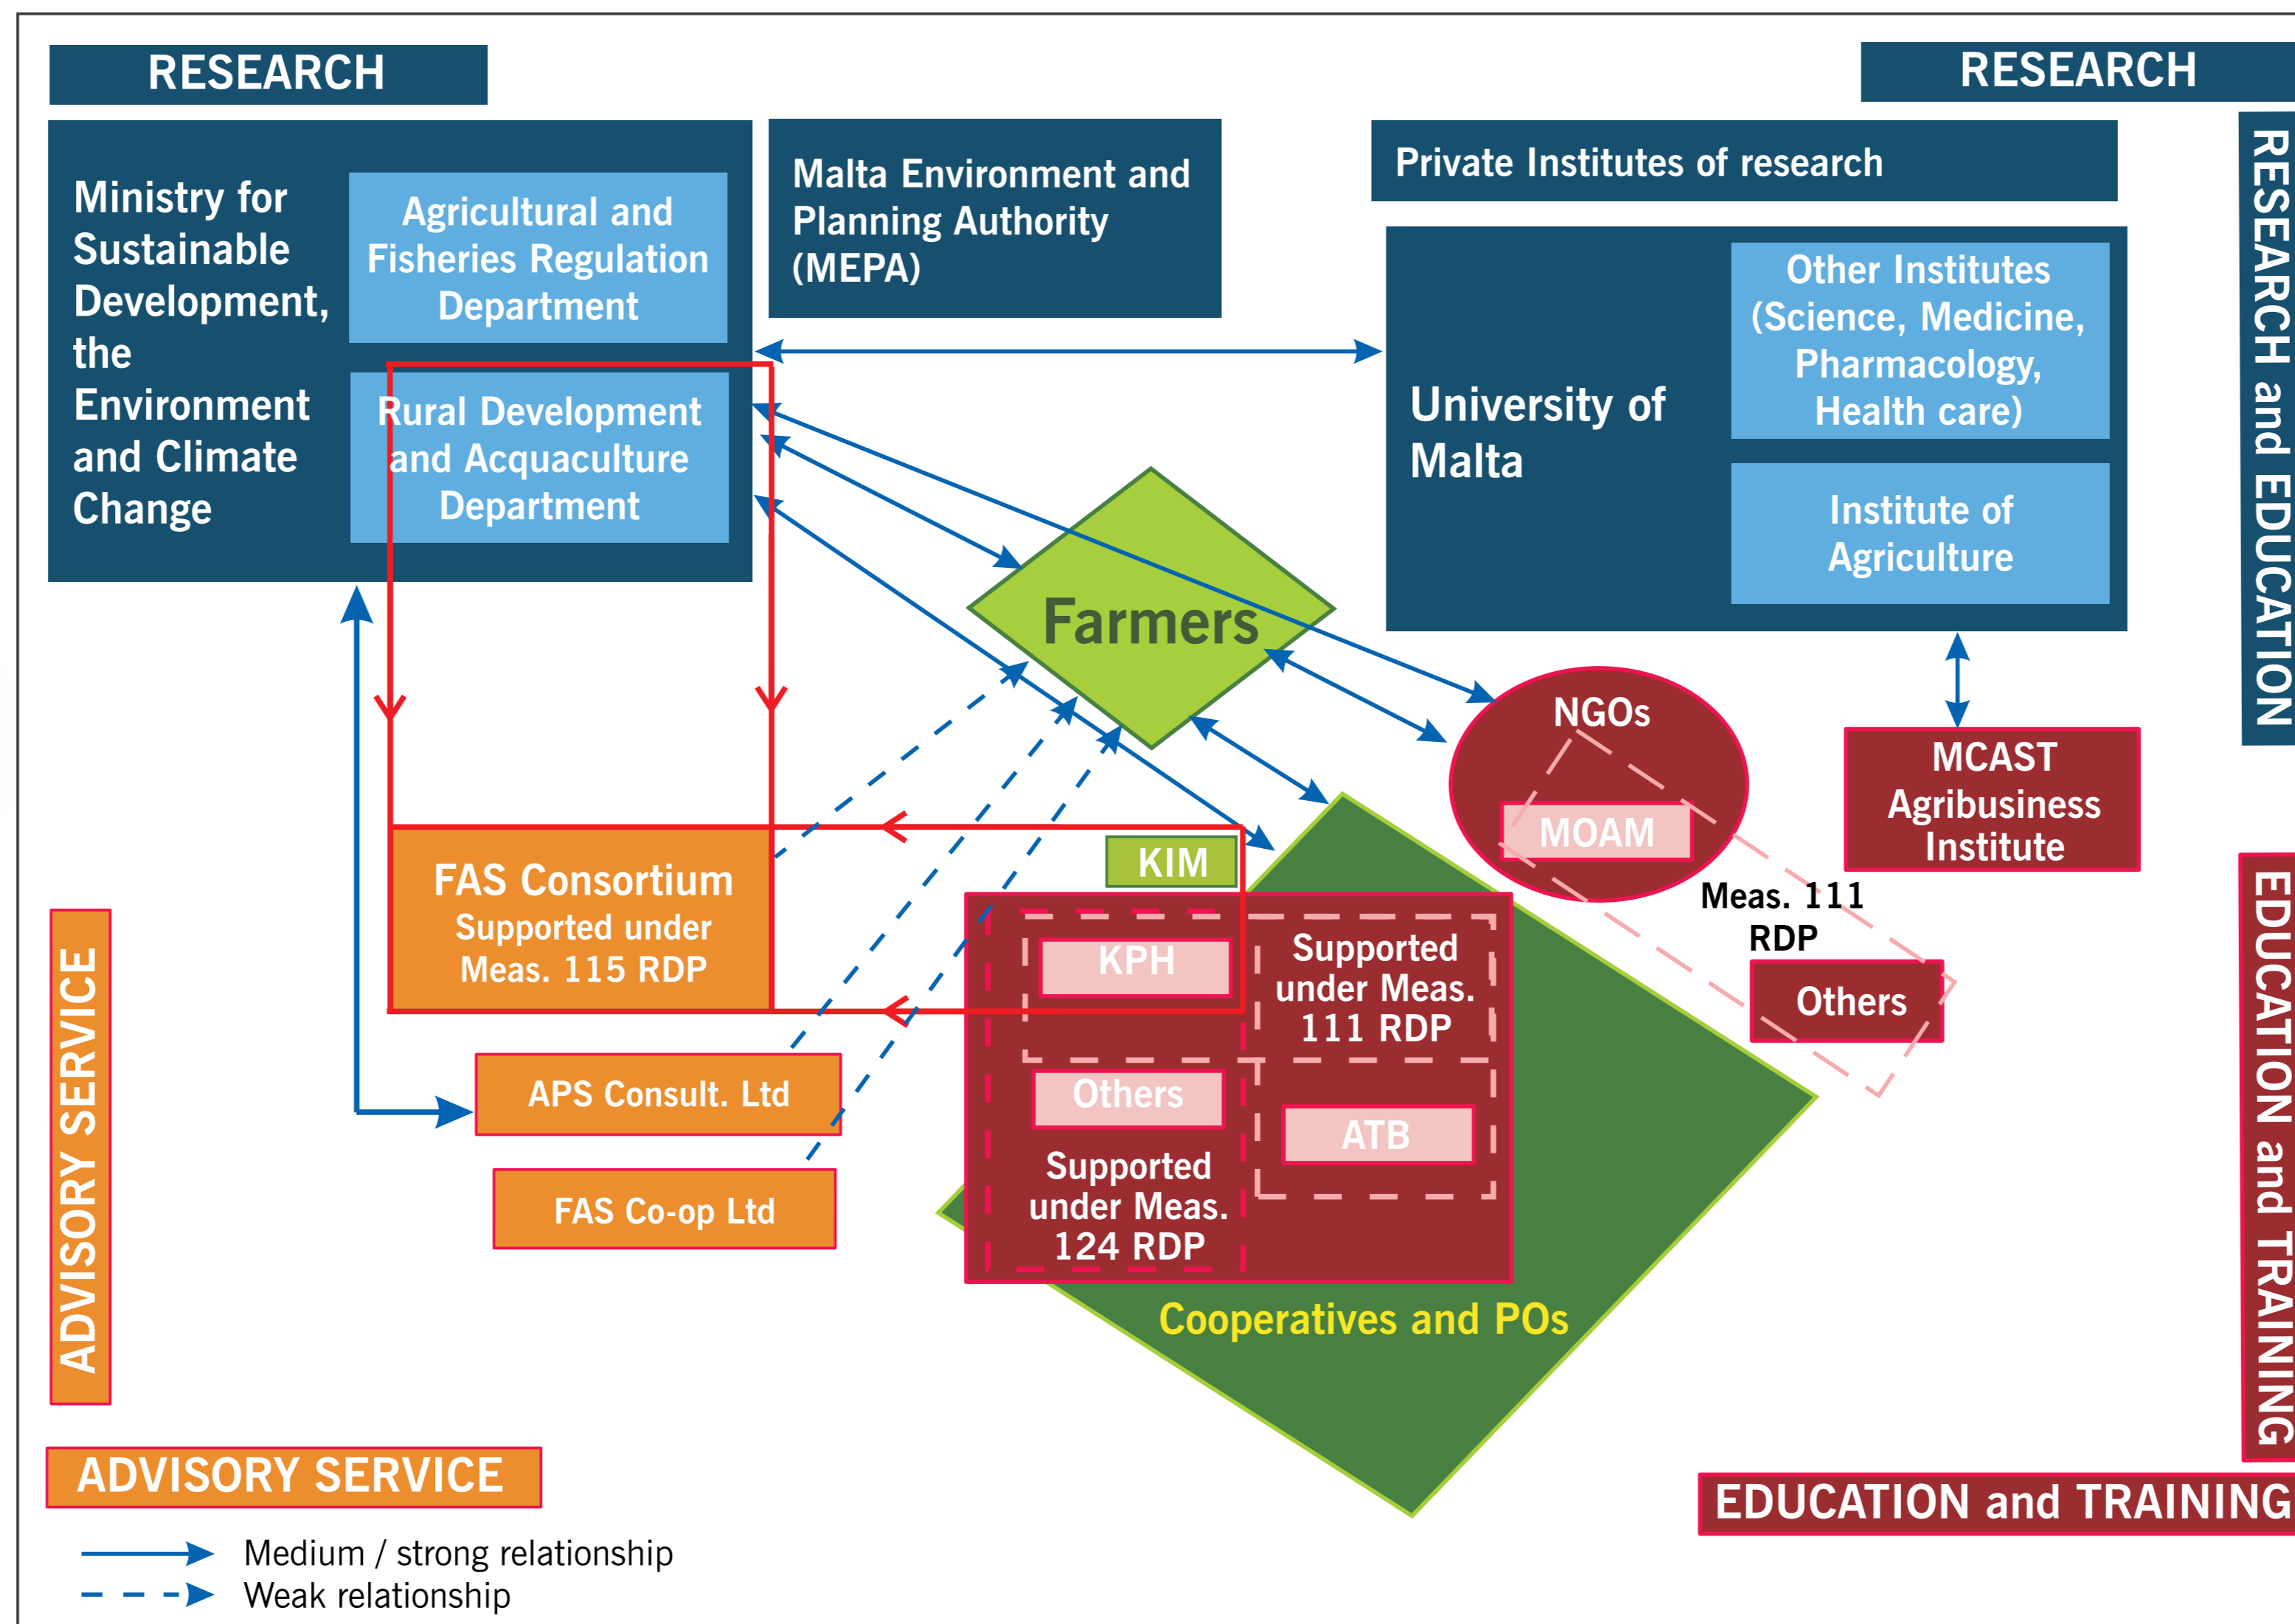 RESEARCH
RESEARCH
Ministry for
Sustainable
Development,
the
Environment
and Climate
Change
Agricultural and
Fisheries Regulation
Department
Rural Development
and Acquaculture
Department
Malta Environment and
Planning Authority
(MEPA)
Private Institutes of research
University of
Malta
Other Institutes
(Science, Medicine,
Pharmacology,
Health care)
Institute of
Agriculture
RESEARCH and EDUCATION
Farmers
NGOs
MOAM
MCAST
Agribusiness
Institute
Meas. 111
RDP
Others
KIM
FAS Consortium
Supported under
Meas. 115 RDP
KPH
Supported
under Meas.
111 RDP
Others
ATB
Supported
under Meas.
124 RDP
APS Consult. Ltd
FAS Co-op Ltd
Cooperatives and POs
ADVISORY SERVICE
EDUCATION and TRAINING
ADVISORY SERVICE
EDUCATION and TRAINING
Medium / strong relationship
Weak relationship